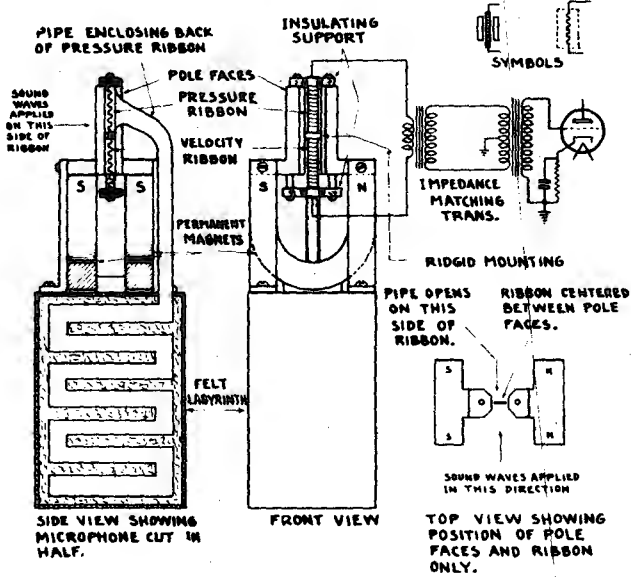 PIPE ENCLOSING BACK
OF PRESSURE RIBBON
SOUND
WAVES
APPLIED
ON THIS
SIDE OF
RIBBON
POLE FACES
PRESSURE
RIBBON
VELOCITY
RIBBON
S
S
PERMANENT
MAGNETS
FELT
LABYRINTH
SIDE VIEW SHOWING
MICROPHONE CUT IN
HALF.
INSULATING
SUPPORT
S
N
FRONT VIEW
SYMBOLS
IMPEDANCE
MATCHING
TRANS.
RIDGID MOUNTING
PIPE OPENS
ON THIS
SIDE OF
RIBBON.
RIBBON CENTERED
BETWEEN POLE
FACES.
S
N
S
N
SOUND WAVES APPLIED
IN THIS DIRECTION
TOP VIEW SHOWING
POSITION OF POLE
FACES AND RIBBON
ONLY.